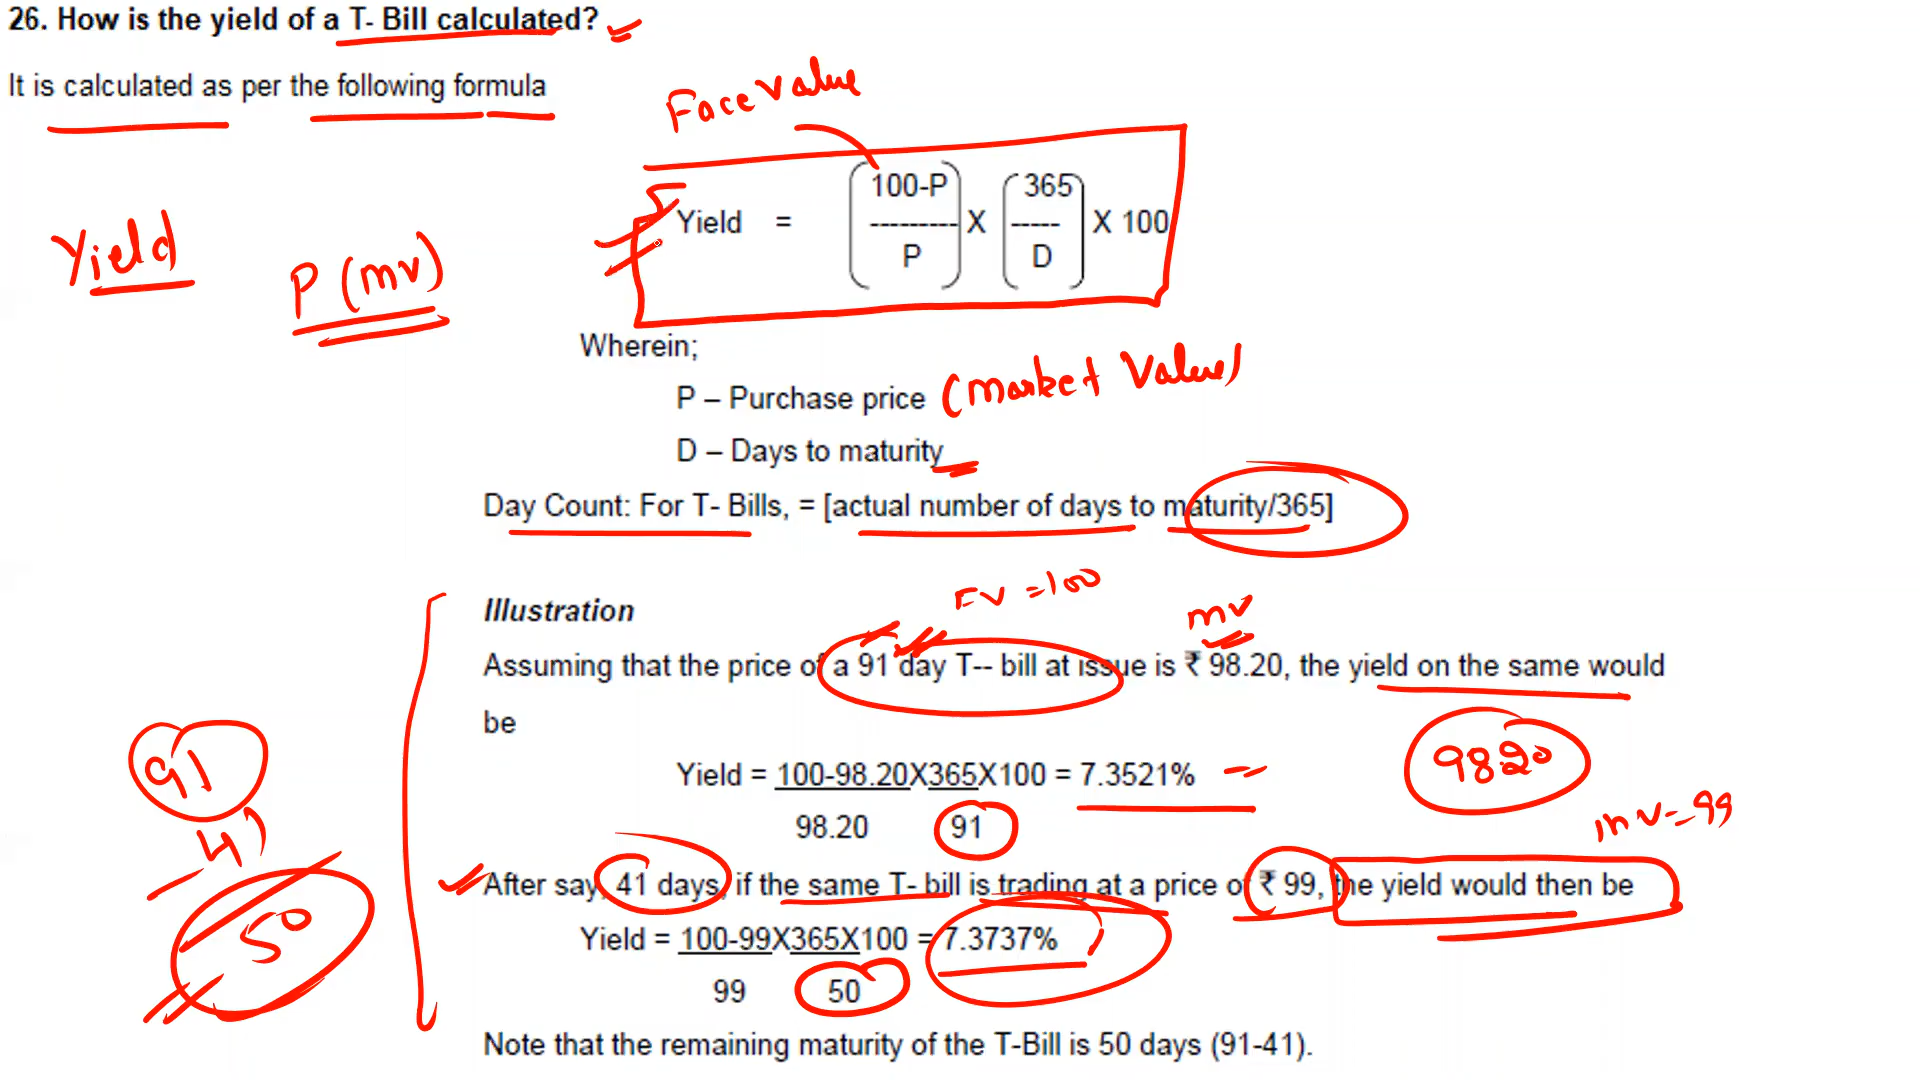 26. How is the yield of a T- Bill calculated?
It is calculated as per the following formula
Face Value
Yield
P (mv)
Yield = (100-P / P) X (365 / D) X 100
Wherein;
P – Purchase price (Market Value)
D – Days to maturity
Day Count: For T- Bills, = [actual number of days to maturity/365]
FV = 100
mv
Illustration
Assuming that the price of a 91 day T-- bill at issue is ₹ 98.20, the yield on the same would
be
98.20
Yield = 100-98.20X365X100 = 7.3521%
98.20 91
91
- 41
50
mv = 99
After say, 41 days, if the same T- bill is trading at a price of ₹ 99, the yield would then be
Yield = 100-99X365X100 = 7.3737%
99 50
Note that the remaining maturity of the T-Bill is 50 days (91-41).